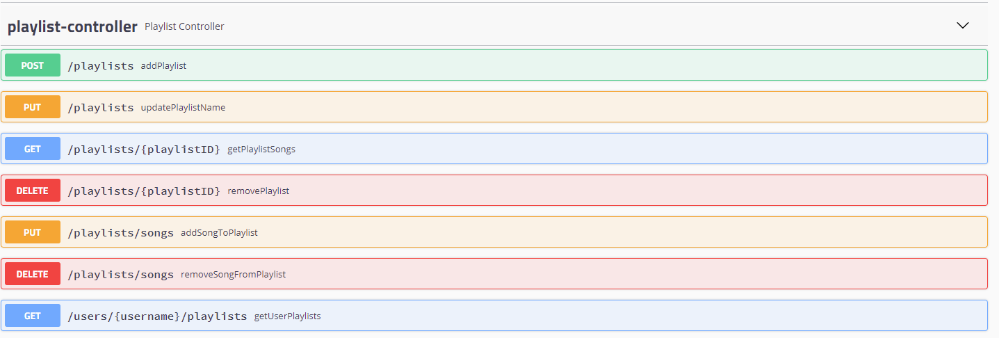 playlist-controller Playlist Controller
POST /playlists addPlaylist
PUT /playlists updatePlaylistName
GET /playlists/{playlistID} getPlaylistSongs
DELETE /playlists/{playlistID} removePlaylist
PUT /playlists/songs addSongToPlaylist
DELETE /playlists/songs removeSongFromPlaylist
GET /users/{username}/playlists getUserPlaylists